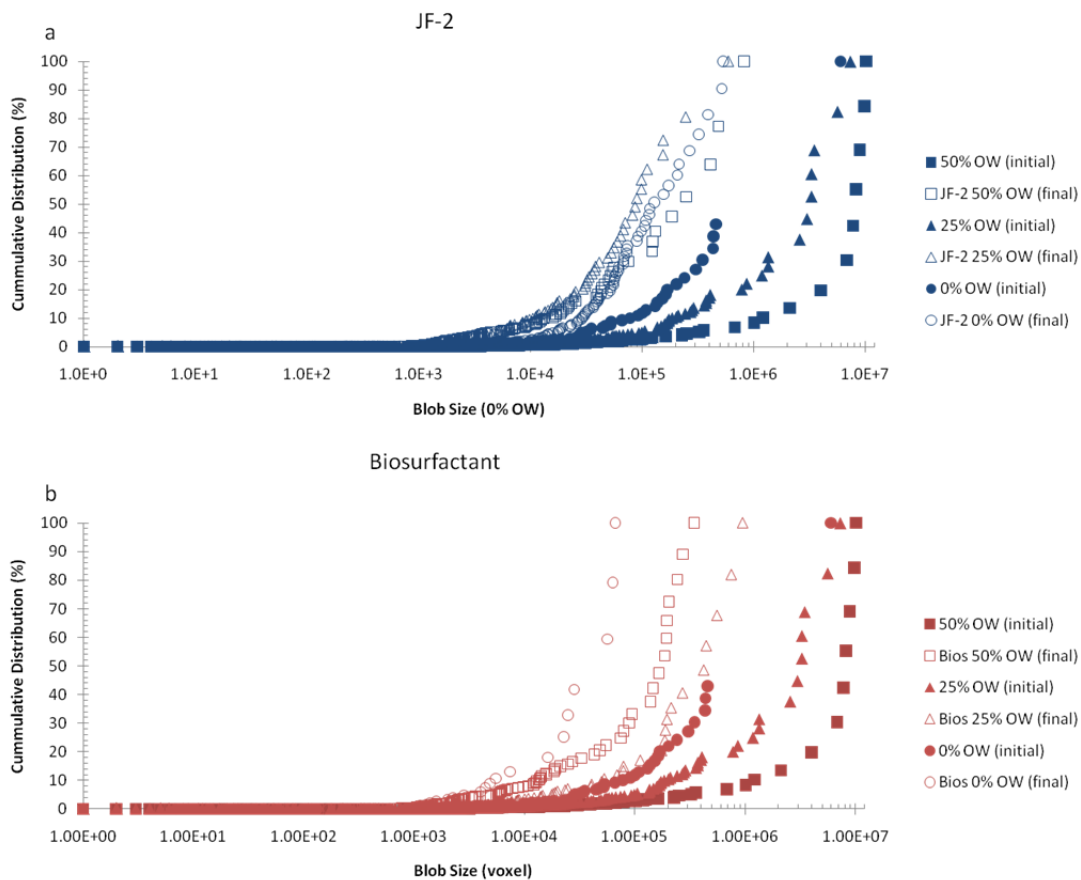 JF-2
a
Cummulative Distribution (%)
100
90
80
70
60
50
40
30
20
10
0
1.0E+0
1.0E+1
1.0E+2
1.0E+3
1.0E+4
1.0E+5
1.0E+6
1.0E+7
Blob Size (0% OW)
50% OW (initial)
JF-2 50% OW (final)
25% OW (initial)
JF-2 25% OW (final)
0% OW (initial)
JF-2 0% OW (final)
Biosurfactant
b
Cummulative Distribution (%)
100
90
80
70
60
50
40
30
20
10
0
1.00E+00
1.00E+01
1.00E+02
1.00E+03
1.00E+04
1.00E+05
1.00E+06
1.00E+07
Blob Size (voxel)
50% OW (initial)
Bios 50% OW (final)
25% OW (initial)
Bios 25% OW (final)
0% OW (initial)
Bios 0% OW (final)